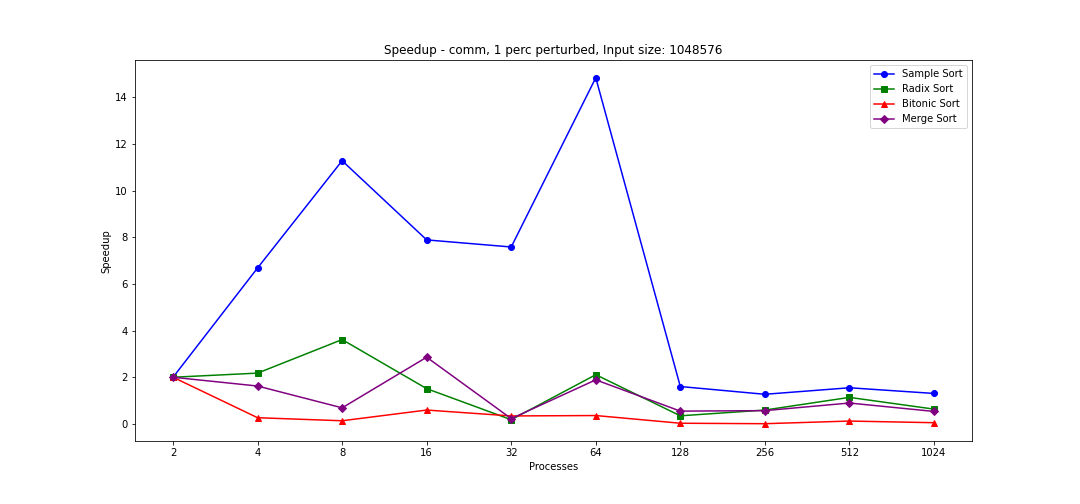 Speedup - comm, 1 perc perturbed, Input size: 1048576
Sample Sort
Radix Sort
Bitonic Sort
Merge Sort
Speedup
14
12
10
8
6
4
2
0
2 4 8 16 32 64 128 256 512 1024
Processes